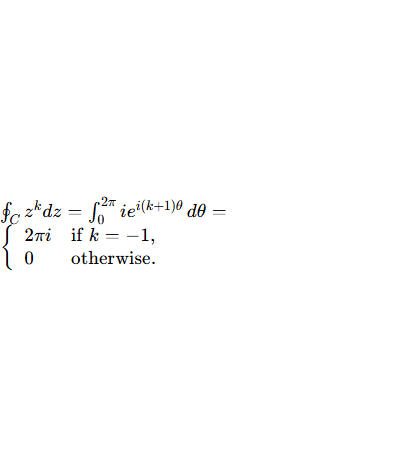 ∮_C z^k dz = ∫_0^{2π} ie^{i(k+1)θ} dθ =
{ 2πi if k = −1,
0 otherwise.